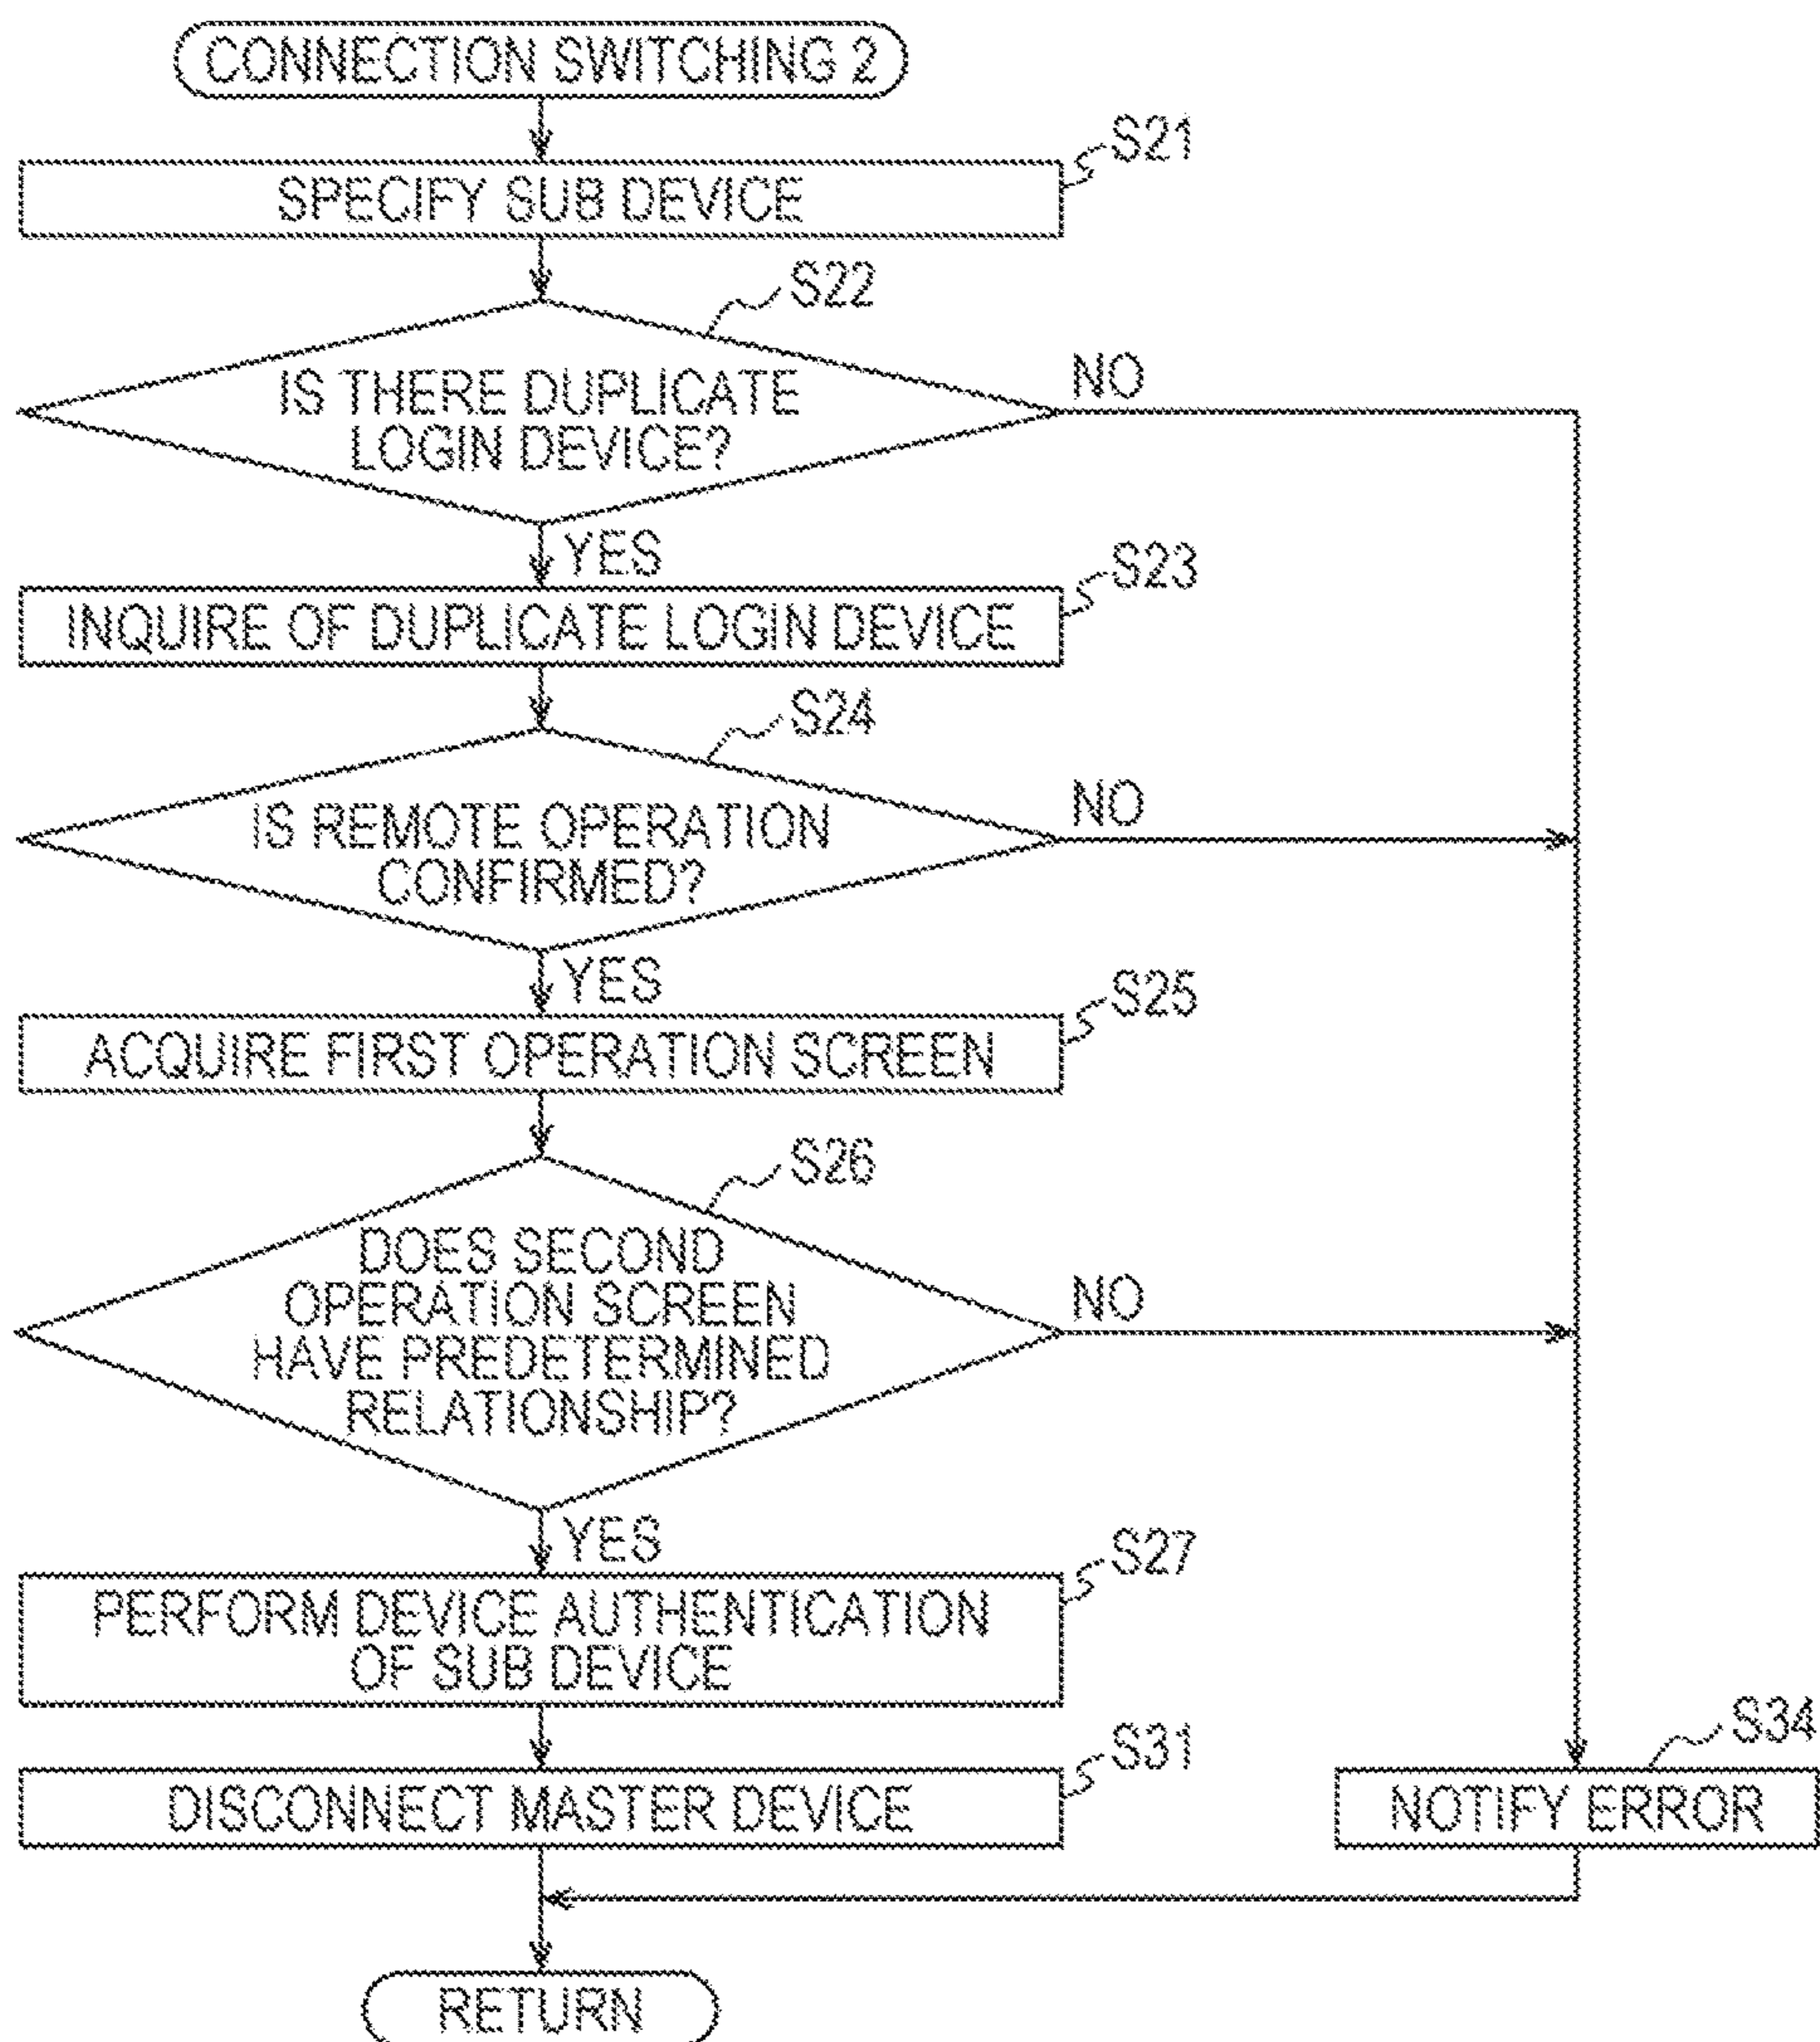 CONNECTION SWITCHING 2
S21
SPECIFY SUB DEVICE
S22
IS THERE DUPLICATE
LOGIN DEVICE?
NO
YES
S23
INQUIRE OF DUPLICATE LOGIN DEVICE
S24
IS REMOTE OPERATION
CONFIRMED?
NO
YES
S25
ACQUIRE FIRST OPERATION SCREEN
S26
DOES SECOND
OPERATION SCREEN
HAVE PREDETERMINED
RELATIONSHIP?
NO
YES
S27
PERFORM DEVICE AUTHENTICATION
OF SUB DEVICE
S31
DISCONNECT MASTER DEVICE
S34
NOTIFY ERROR
RETURN